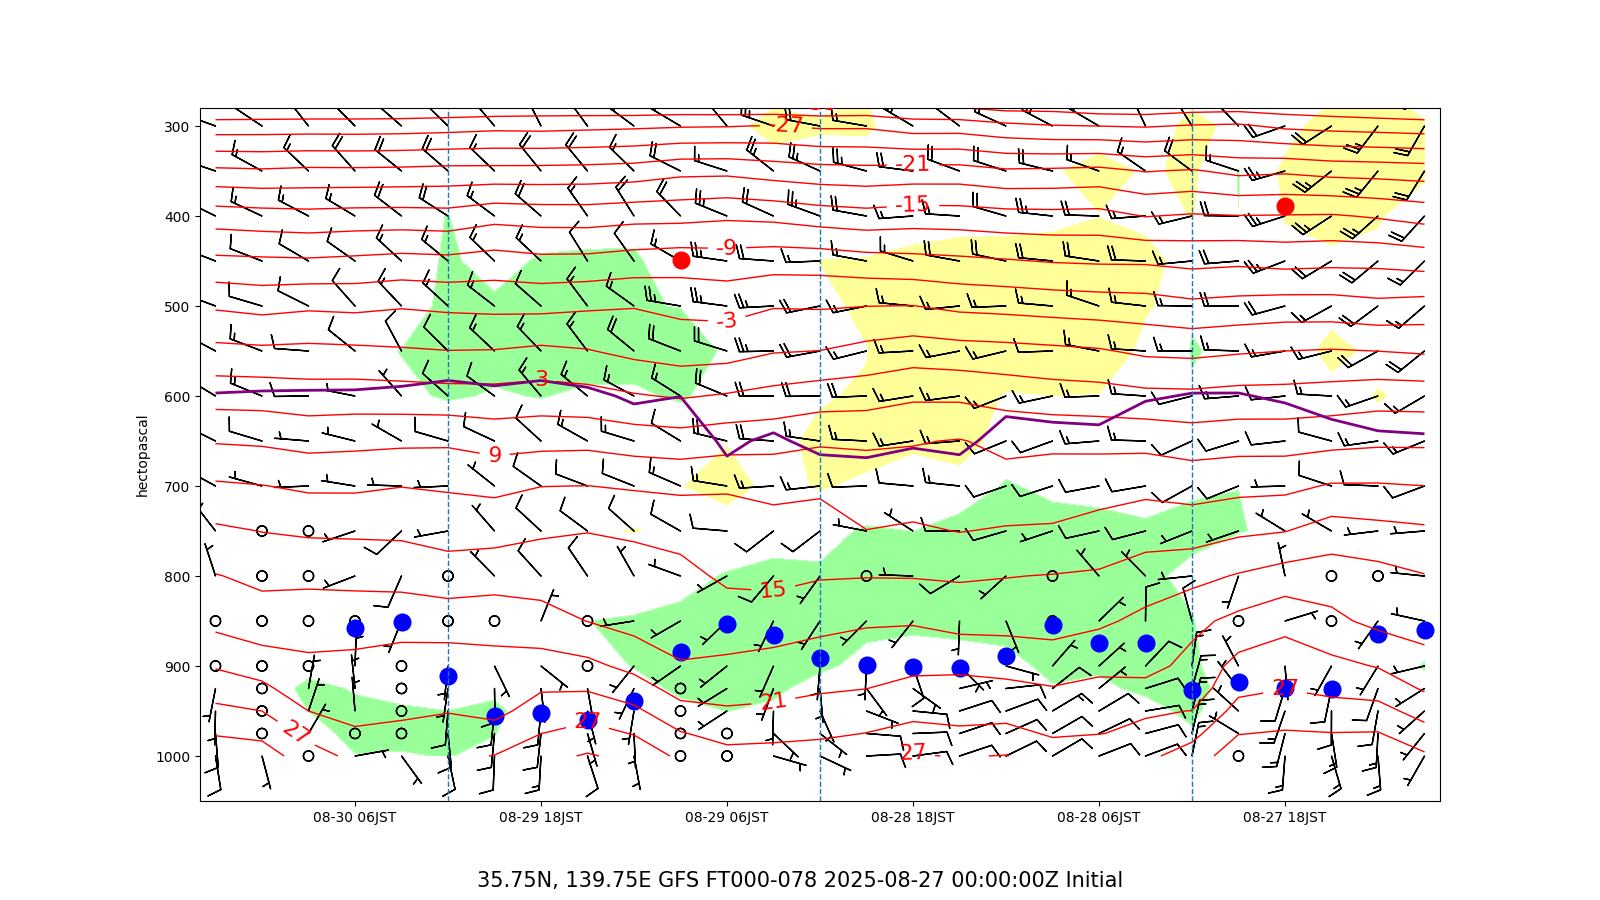 300
400
500
600
700
800
900
1000
hectopascal
-27
-21
-15
-9
-3
3
9
15
21
27
27
27
27
08-30 06JST
08-29 18JST
08-29 06JST
08-28 18JST
08-28 06JST
08-27 18JST
35.75N, 139.75E GFS FT000-078 2025-08-27 00:00:00Z Initial